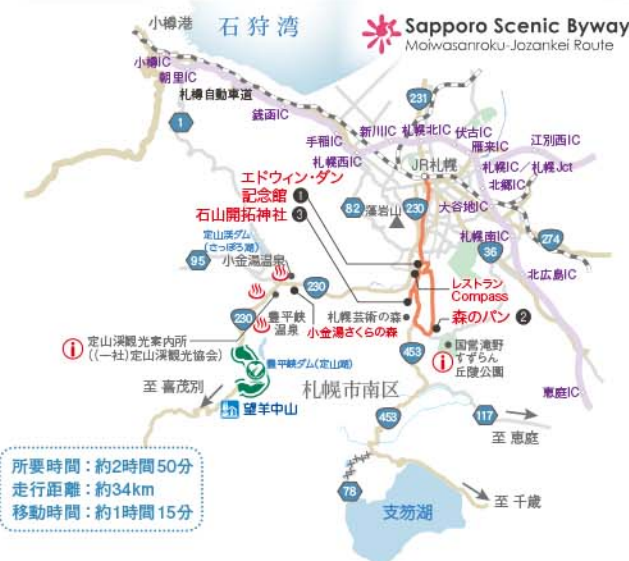 小樽港
石狩湾
Sapporo Scenic Byway
Moiwasanroku-Jozankei Route
小樽IC
朝里IC
札樽自動車道
銭函IC
231
1
手稲IC
新川IC
札幌北IC
伏古IC
雁来IC
江別西IC
札幌西IC
JR札幌
札幌IC/札幌Jct
北郷IC
エドウィン・ダン
記念館 1
石山開拓神社 3
82
藻岩山
230
大谷地IC
札幌南IC
274
36
北広島IC
定山渓ダム
(さっぽろ湖)
95
小金湯温泉
230
レストラン
Compass
札幌芸術の森
森のパン 2
230
豊平峡
温泉
小金湯さくらの森
定山渓観光案内所
((一社)定山渓観光協会)
453
国営滝野
すずらん
丘陵公園
豊平峡ダム(定山湖)
至 喜茂別
望羊中山
札幌市南区
恵庭IC
453
117
至 恵庭
所要時間:約2時間50分
走行距離:約34km
移動時間:約1時間15分
78
支笏湖
至 千歳